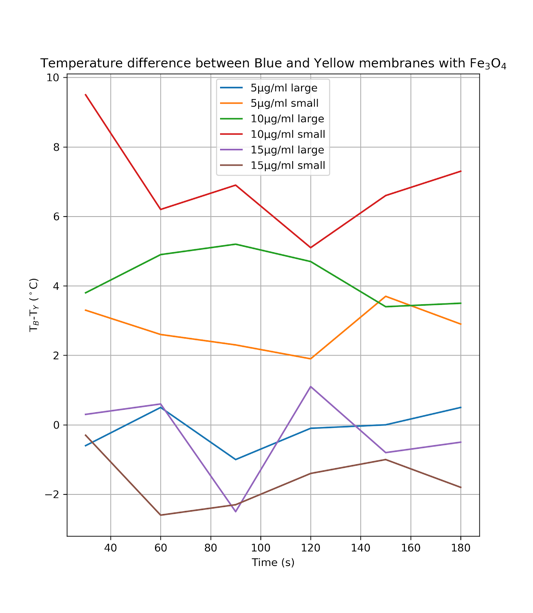 Temperature difference between Blue and Yellow membranes with Fe₃O₄
10
8
6
4
2
0
−2
T_B-T_Y (°C)
5µg/ml large
5µg/ml small
10µg/ml large
10µg/ml small
15µg/ml large
15µg/ml small
40 60 80 100 120 140 160 180
Time (s)